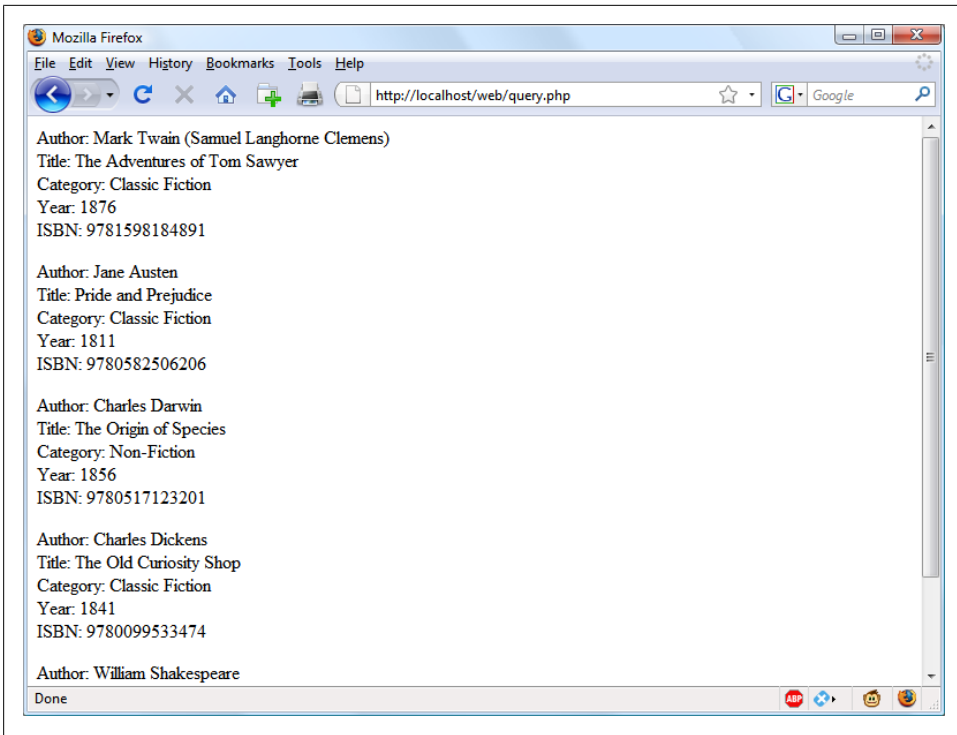 Mozilla Firefox
File Edit View History Bookmarks Tools Help
http://localhost/web/query.php
G Google
Author: Mark Twain (Samuel Langhorne Clemens)
Title: The Adventures of Tom Sawyer
Category: Classic Fiction
Year: 1876
ISBN: 9781598184891
Author: Jane Austen
Title: Pride and Prejudice
Category: Classic Fiction
Year: 1811
ISBN: 9780582506206
Author: Charles Darwin
Title: The Origin of Species
Category: Non-Fiction
Year: 1856
ISBN: 9780517123201
Author: Charles Dickens
Title: The Old Curiosity Shop
Category: Classic Fiction
Year: 1841
ISBN: 9780099533474
Author: William Shakespeare
Done
ABP